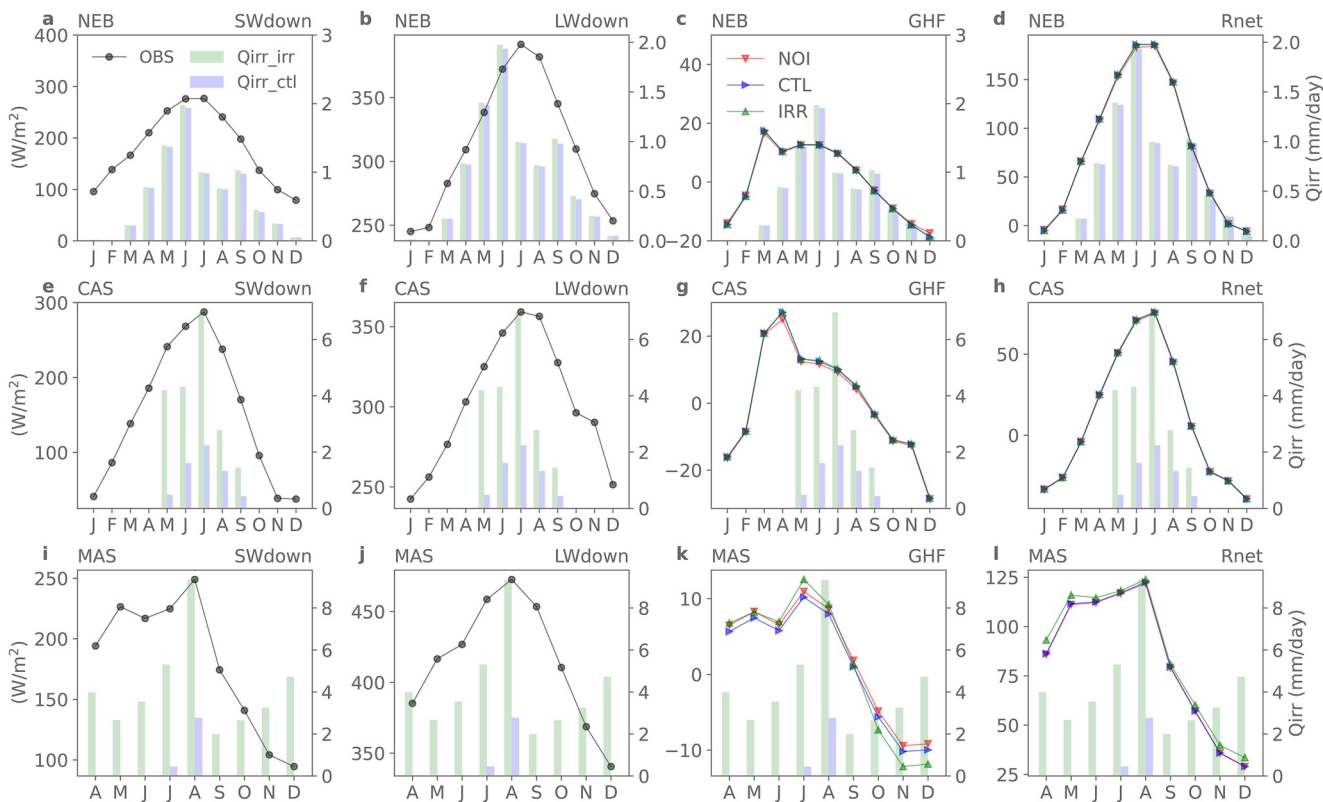 a NEB SWdown
b NEB LWdown
c NEB GHF
d NEB Rnet
400
300
200
100
0
(W/m²)
OBS
Qirr_irr
Qirr_ctl
3
2
1
0
J F M A M J J A S O N D
350
300
250
2.0
1.5
1.0
0.5
0.0
J F M A M J J A S O N D
40
20
0
−20
NOI
CTL
IRR
3
2
1
0
J F M A M J J A S O N D
150
100
50
0
2.0
1.5
1.0
0.5
0.0
Qirr (mm/day)
J F M A M J J A S O N D
e CAS SWdown
f CAS LWdown
g CAS GHF
h CAS Rnet
300
200
100
(W/m²)
6
4
2
0
J F M A M J J A S O N D
350
300
250
6
4
2
0
J F M A M J J A S O N D
20
0
−20
6
4
2
0
J F M A M J J A S O N D
50
0
6
4
2
0
Qirr (mm/day)
J F M A M J J A S O N D
i MAS SWdown
j MAS LWdown
k MAS GHF
l MAS Rnet
250
200
150
100
(W/m²)
8
6
4
2
0
A M J J A S O N D
450
400
350
8
6
4
2
0
A M J J A S O N D
10
0
−10
8
6
4
2
0
A M J J A S O N D
125
100
75
50
25
8
6
4
2
0
Qirr (mm/day)
A M J J A S O N D